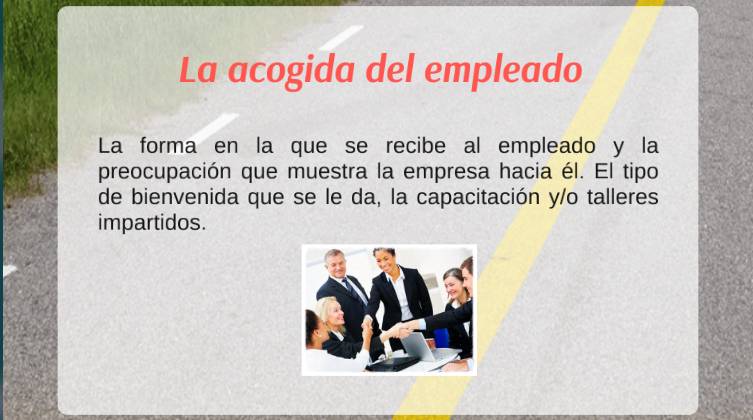 La acogida del empleado
La forma en la que se recibe al empleado y la
preocupación que muestra la empresa hacia él. El tipo
de bienvenida que se le da, la capacitación y/o talleres
impartidos.